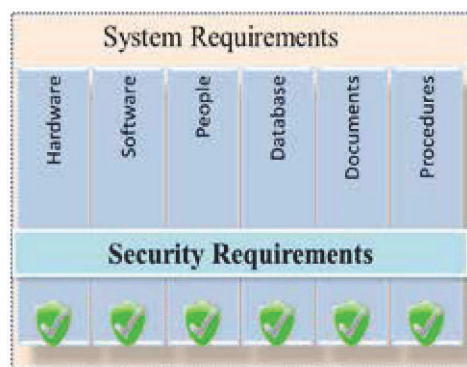 System Requirements
Hardware
Software
People
Database
Documents
Procedures
Security Requirements